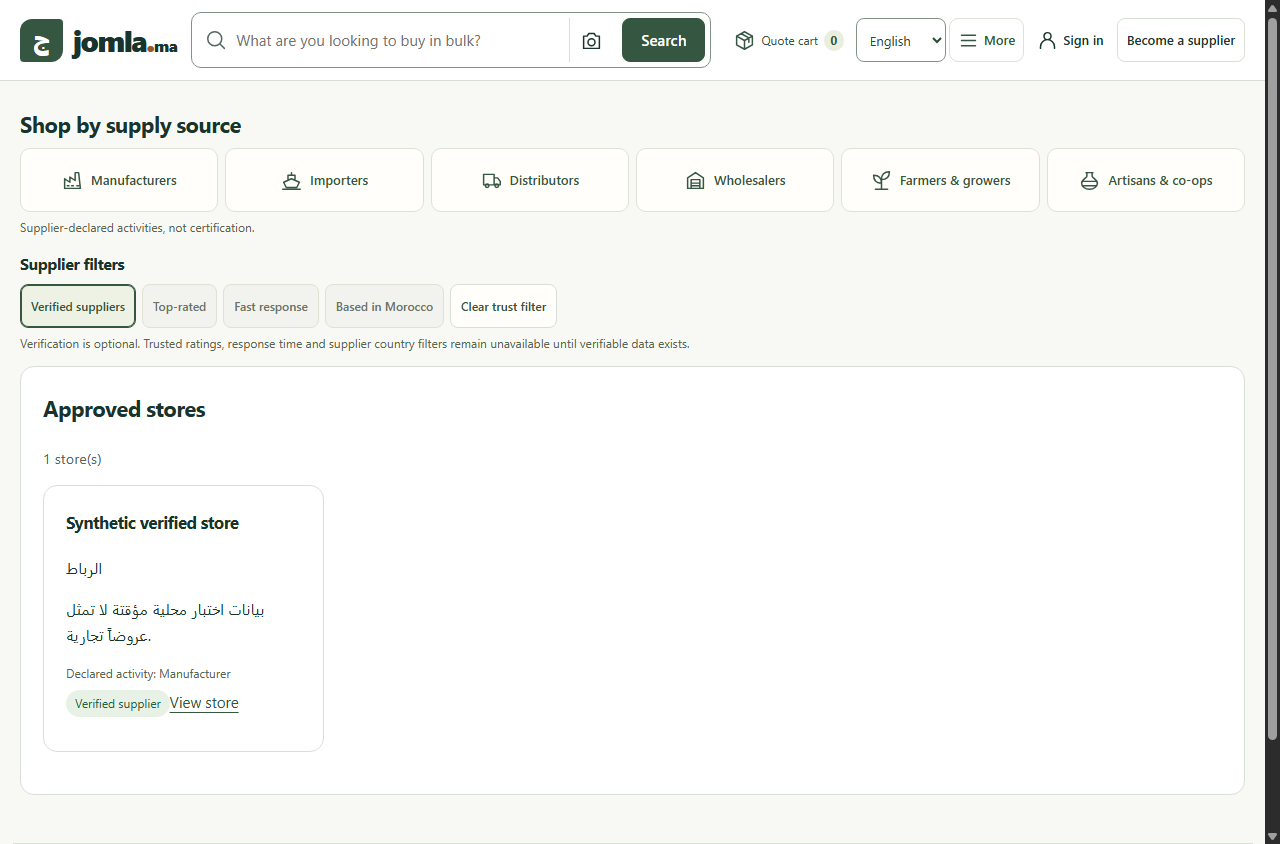 ج jomla.ma
What are you looking to buy in bulk?
Search
Quote cart 0
English
More
Sign in
Become a supplier
Shop by supply source
Manufacturers
Importers
Distributors
Wholesalers
Farmers & growers
Artisans & co-ops
Supplier-declared activities, not certification.
Supplier filters
Verified suppliers
Top-rated
Fast response
Based in Morocco
Clear trust filter
Verification is optional. Trusted ratings, response time and supplier country filters remain unavailable until verifiable data exists.
Approved stores
1 store(s)
Synthetic verified store
الرباط
بيانات اختبار محلية مؤقتة لا تمثل
عروضاً تجارية.
Declared activity: Manufacturer
Verified supplier View store